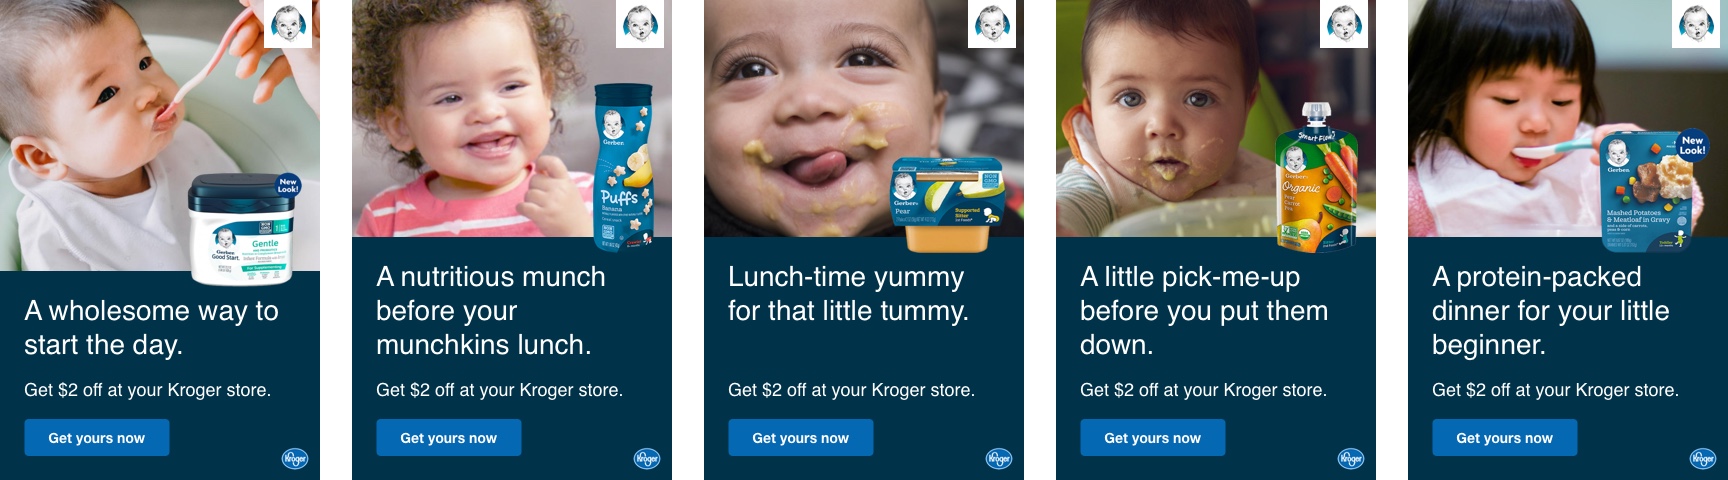 New
Look!
Gerber
Good Start.
Gentle
A wholesome way to
start the day.
Get $2 off at your Kroger store.
Get yours now
Kroger
Gerber
Puffs
Banana
A nutritious munch
before your
munchkins lunch.
Get $2 off at your Kroger store.
Get yours now
Kroger
Gerber
Pear
Supported
Sitter
Lunch-time yummy
for that little tummy.
Get $2 off at your Kroger store.
Get yours now
Kroger
Smart Flow
Gerber
Organic
A little pick-me-up
before you put them
down.
Get $2 off at your Kroger store.
Get yours now
Kroger
New
Look!
Gerber
Mashed Potatoes
& Meatloaf in Gravy
A protein-packed
dinner for your little
beginner.
Get $2 off at your Kroger store.
Get yours now
Kroger